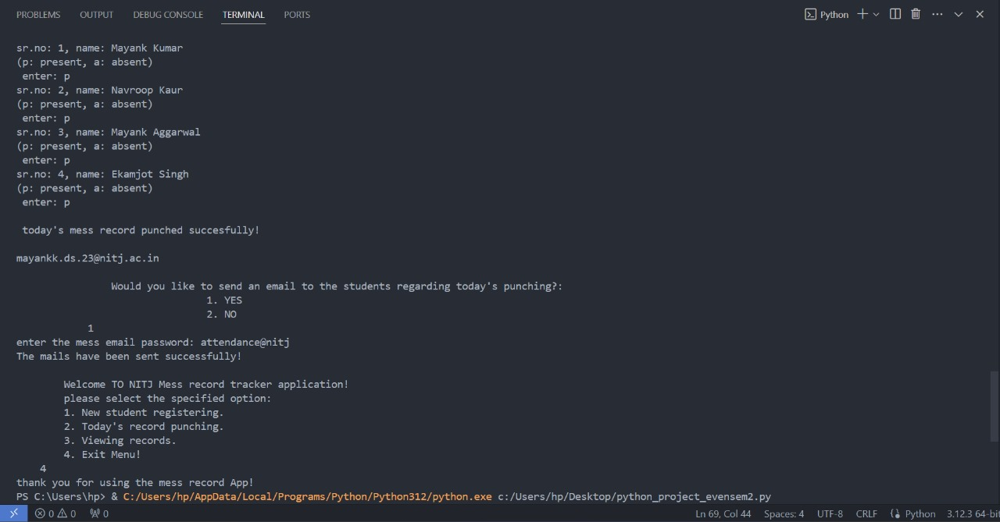 PROBLEMS OUTPUT DEBUG CONSOLE TERMINAL PORTS Python
sr.no: 1, name: Mayank Kumar
(p: present, a: absent)
enter: p
sr.no: 2, name: Navroop Kaur
(p: present, a: absent)
enter: p
sr.no: 3, name: Mayank Aggarwal
(p: present, a: absent)
enter: p
sr.no: 4, name: Ekamjot Singh
(p: present, a: absent)
enter: p
today's mess record punched succesfully!
mayankk.ds.23@nitj.ac.in
Would you like to send an email to the students regarding today's punching?:
1. YES
2. NO
1
enter the mess email password: attendance@nitj
The mails have been sent successfully!
Welcome TO NITJ Mess record tracker application!
please select the specified option:
1. New student registering.
2. Today's record punching.
3. Viewing records.
4. Exit Menu!
4
thank you for using the mess record App!
PS C:\Users\hp> & C:/Users/hp/AppData/Local/Programs/Python/Python312/python.exe c:/Users/hp/Desktop/python_project_evensem2.py
0 0 0 Ln 69, Col 44 Spaces: 4 UTF-8 CRLF Python 3.12.3 64-bit